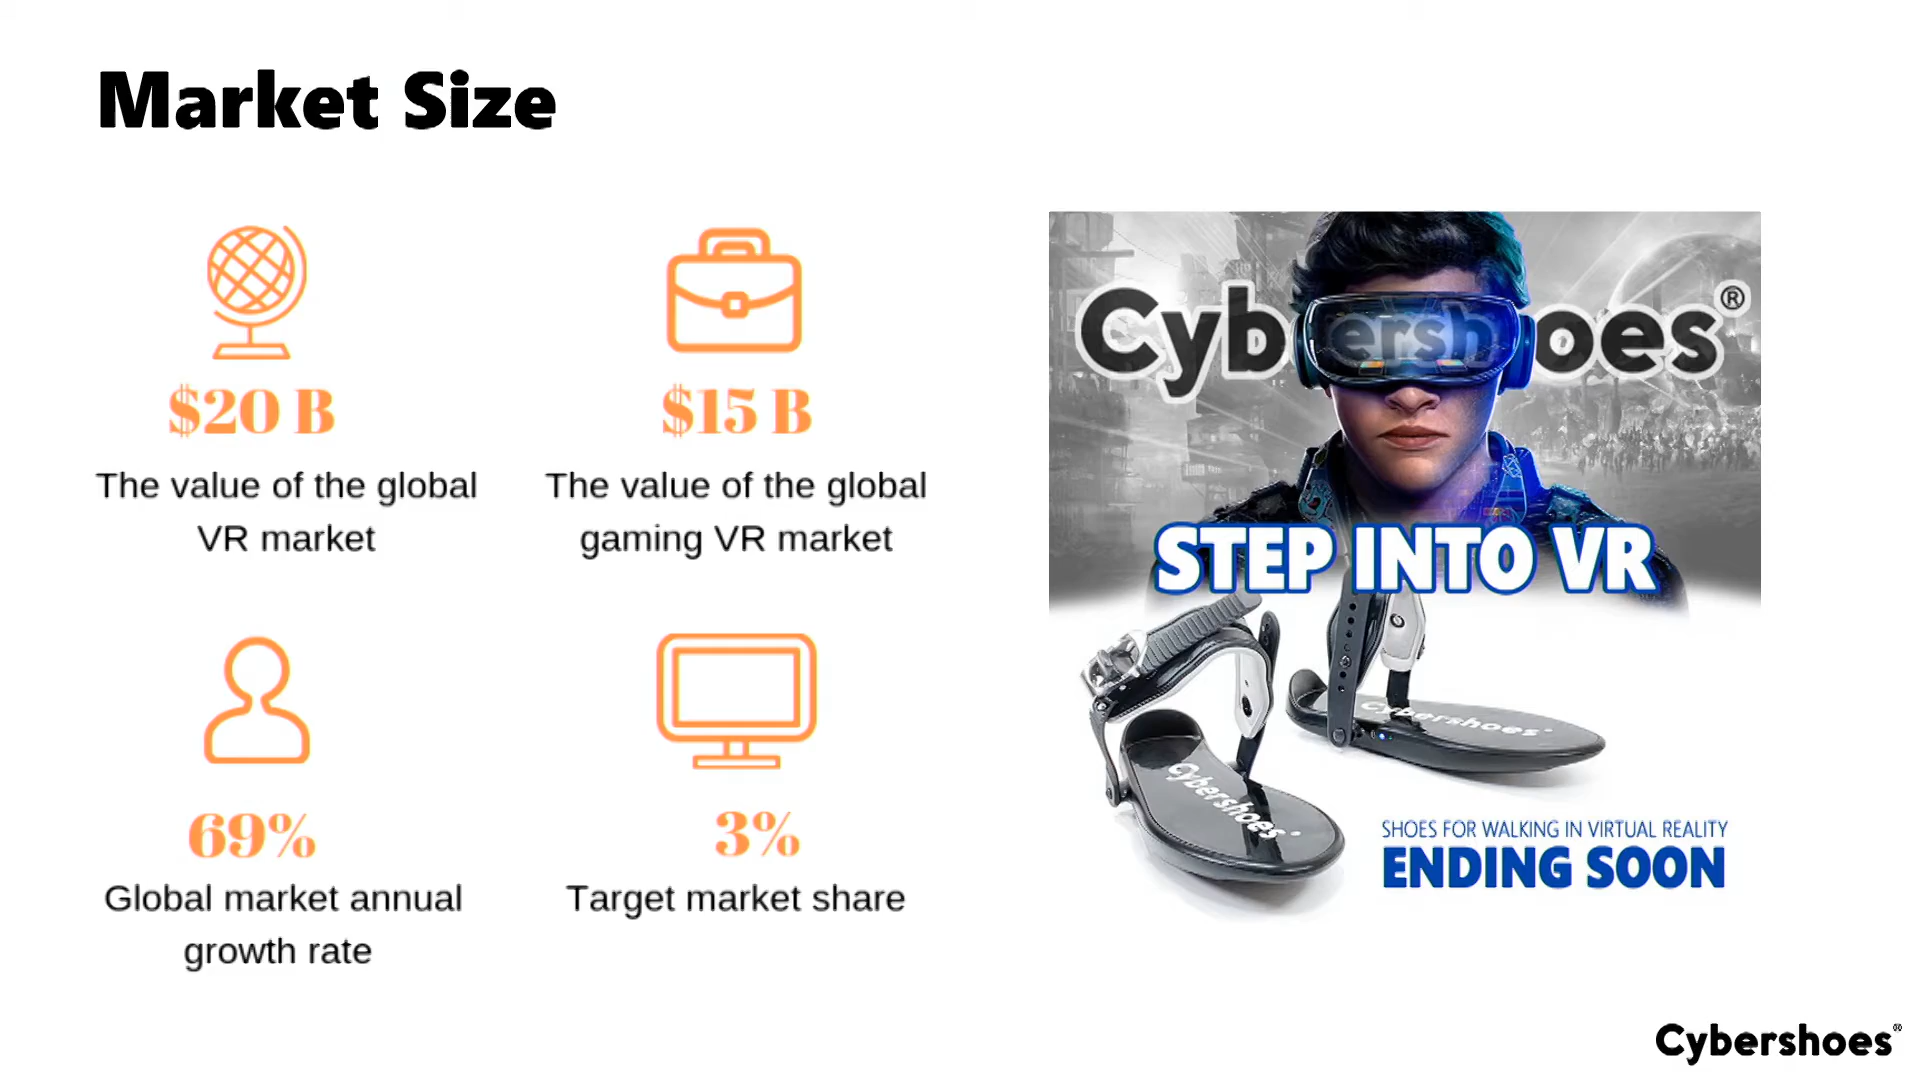 Market Size
$20 B
The value of the global
VR market
$15 B
The value of the global
gaming VR market
69%
Global market annual
growth rate
3%
Target market share
Cybershoes®
STEP INTO VR
Cybershoes
Cybershoes
SHOES FOR WALKING IN VIRTUAL REALITY
ENDING SOON
Cybershoes®